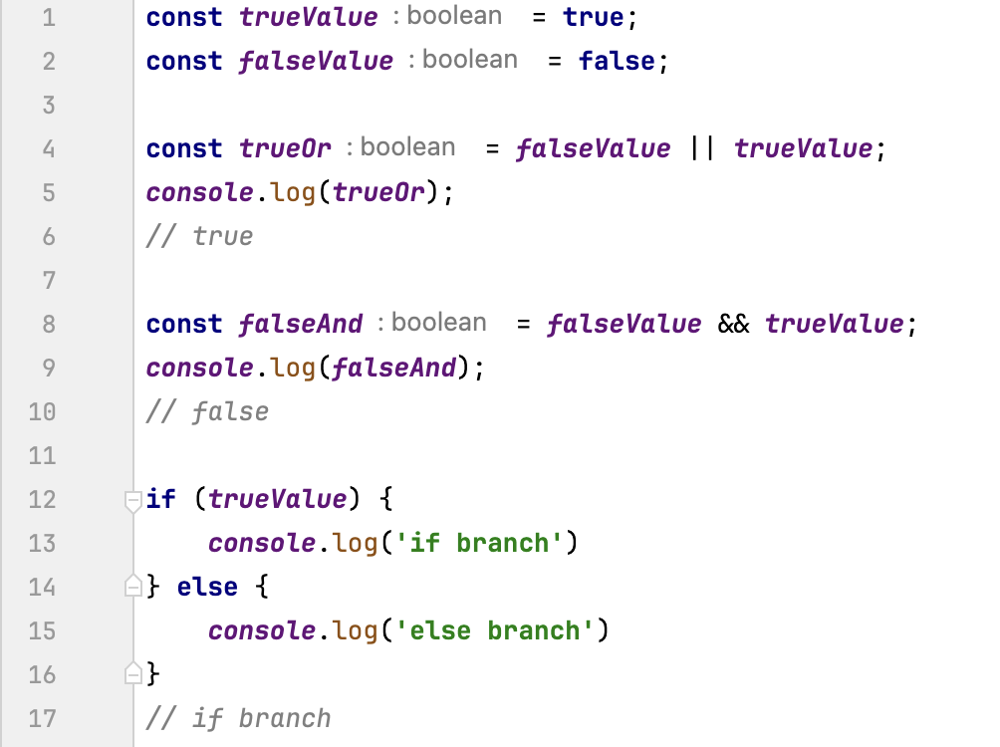 1 const trueValue : boolean = true;
2 const falseValue : boolean = false;
3
4 const trueOr : boolean = falseValue || trueValue;
5 console.log(trueOr);
6 // true
7
8 const falseAnd : boolean = falseValue && trueValue;
9 console.log(falseAnd);
10 // false
11
12 if (trueValue) {
13     console.log('if branch')
14 } else {
15     console.log('else branch')
16 }
17 // if branch